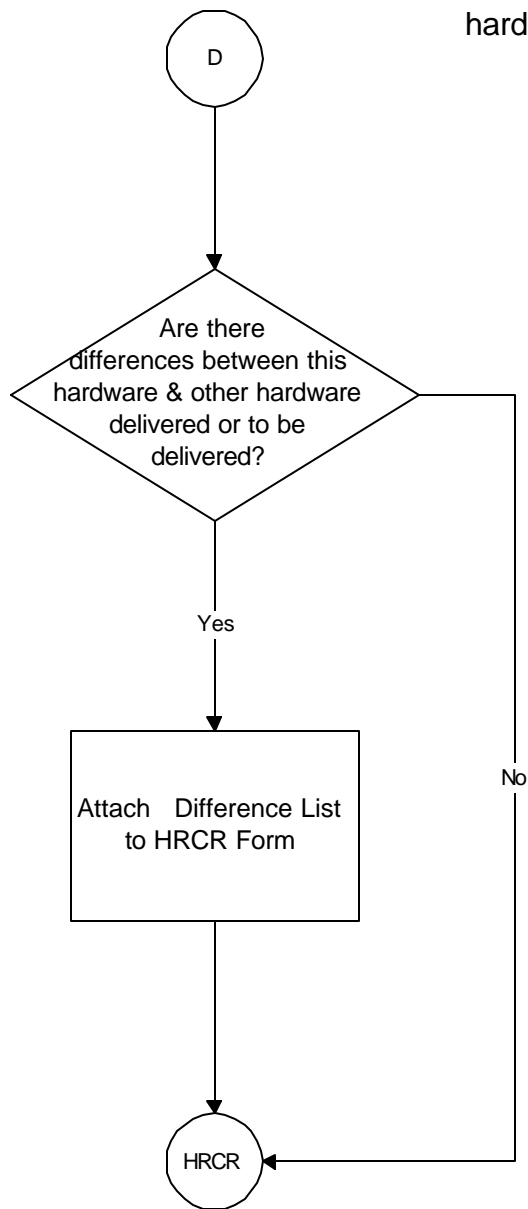 hard
D
Are there
differences between this
hardware & other hardware
delivered or to be
delivered?
Yes
No
Attach Difference List
to HRCR Form
HRCR